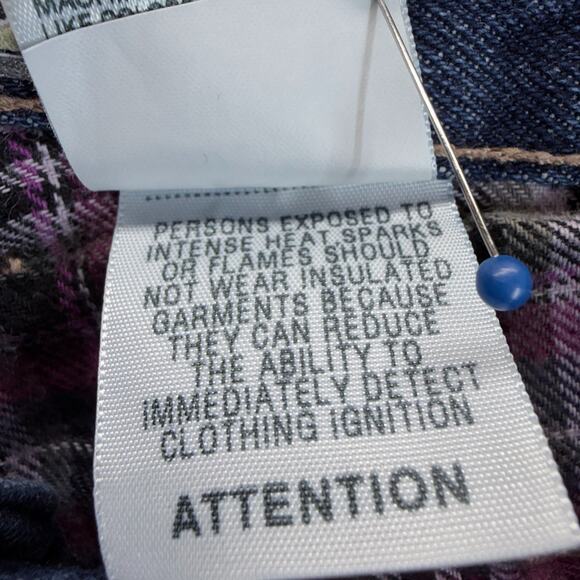 PERSONS EXPOSED TO
INTENSE HEAT, SPARKS
OR FLAMES SHOULD
NOT WEAR INSULATED
GARMENTS BECAUSE
THEY CAN REDUCE
THE ABILITY TO
IMMEDIATELY DETECT
CLOTHING IGNITION
ATTENTION